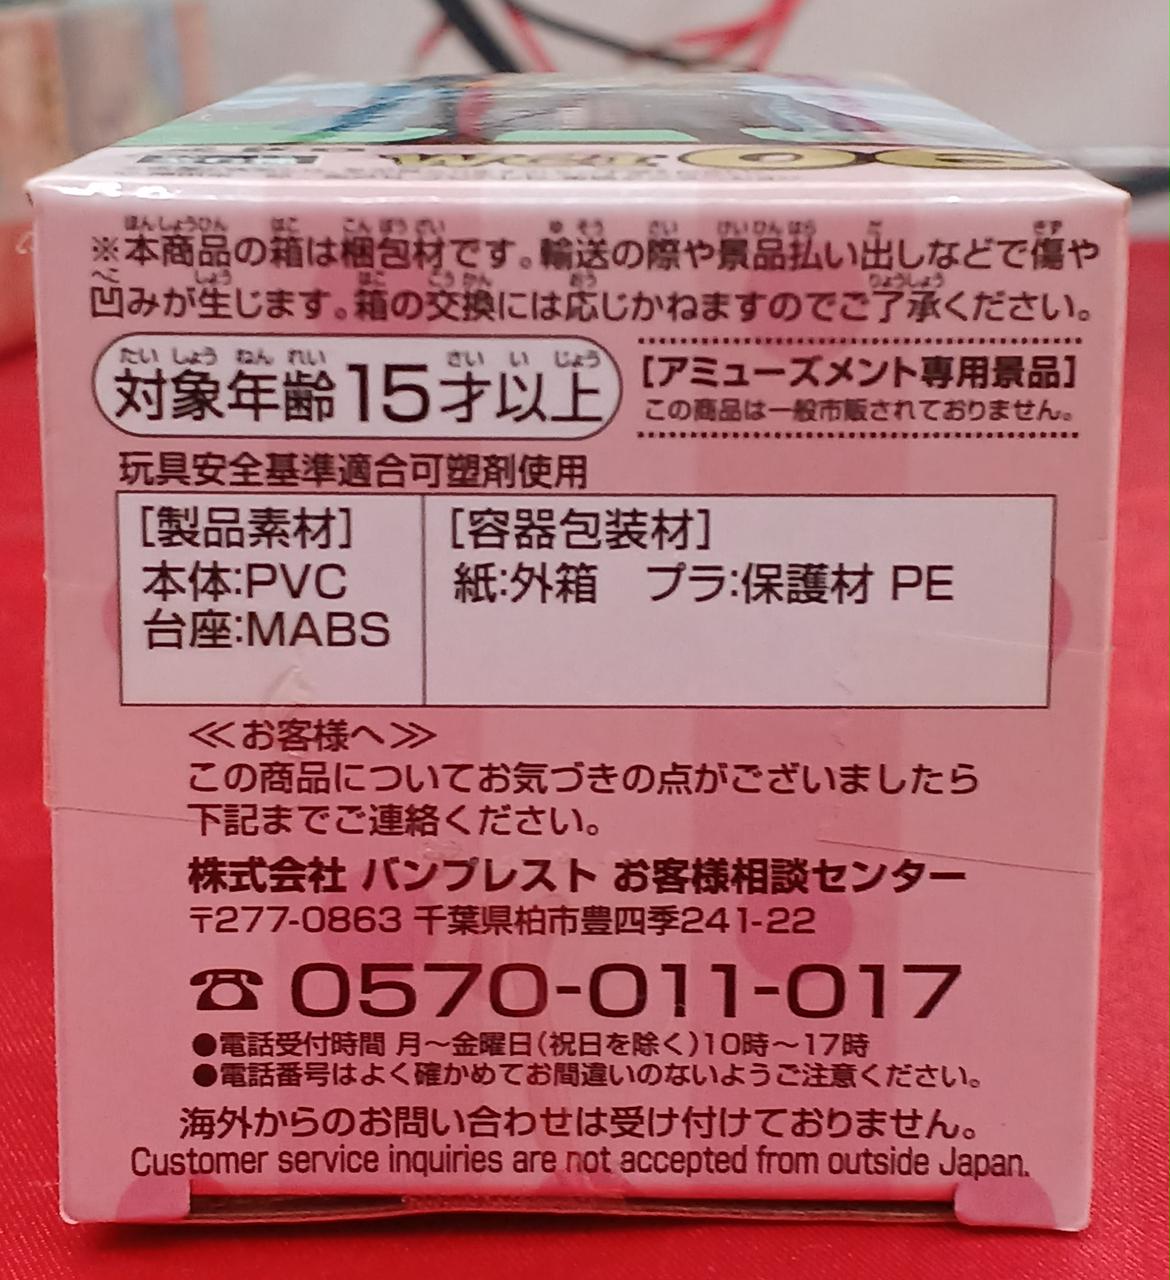 ※本商品の箱は梱包材です。輸送の際や景品払い出しなどで傷や
凹みが生じます。箱の交換には応じかねますのでご了承ください。
対象年齢15才以上
[アミューズメント専用景品]
この商品は一般市販されておりません。
玩具安全基準適合可塑剤使用
[製品素材]
本体:PVC
台座:MABS
[容器包装材]
紙:外箱　プラ:保護材 PE
≪お客様へ≫
この商品についてお気づきの点がございましたら
下記までご連絡ください。
株式会社 バンプレスト お客様相談センター
〒277-0863 千葉県柏市豊四季241-22
☎ 0570-011-017
●電話受付時間 月～金曜日(祝日を除く)10時～17時
●電話番号はよく確かめてお間違いのないようご注意ください。
海外からのお問い合わせは受け付けておりません。
Customer service inquiries are not accepted from outside Japan.